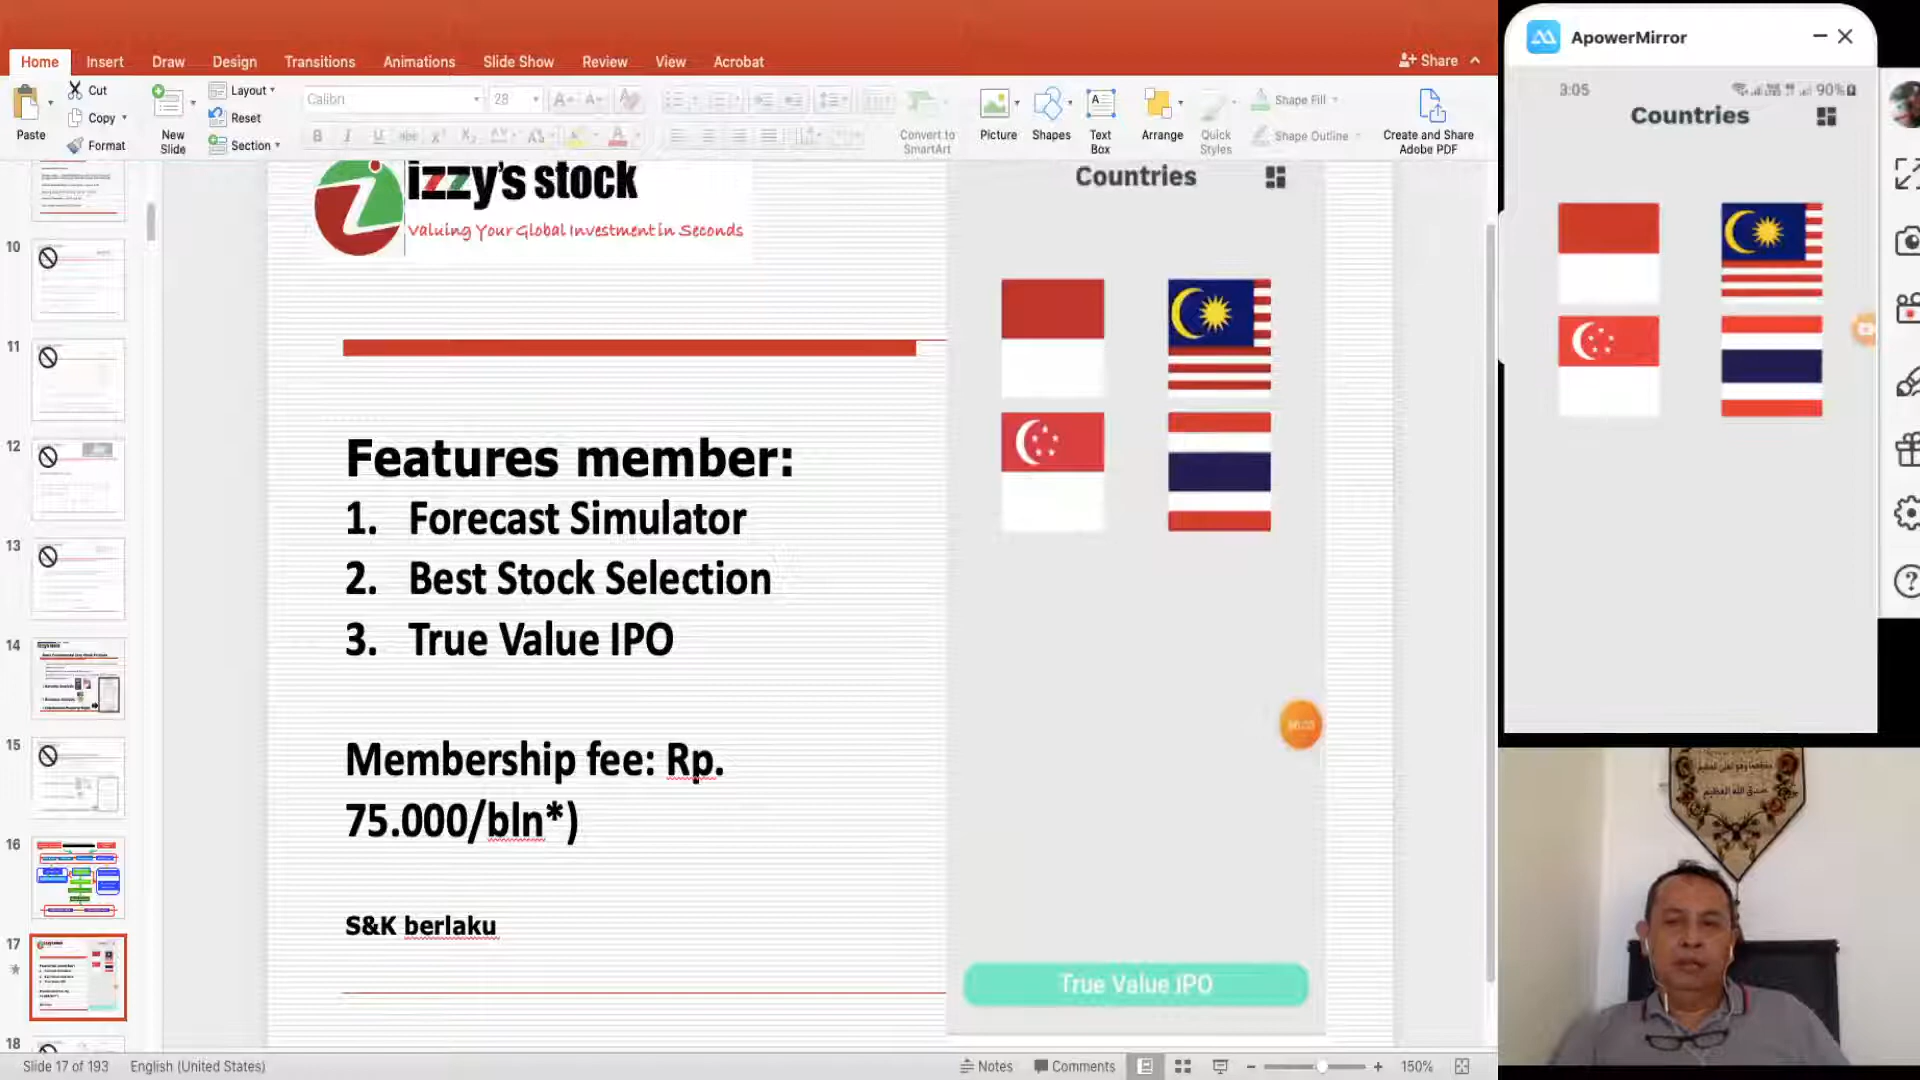 Home Insert Draw Design Transitions Animations Slide Show Review View Acrobat Share
Paste
Cut
Copy
Format
New Slide
Layout
Reset
Section
Calibri 28
Convert to SmartArt
Picture
Shapes
Text Box
Arrange
Quick Styles
Shape Fill
Shape Outline
Create and Share Adobe PDF
10
11
12
13
14
15
16
17
18
izzy's stock
Valuing Your Global Investment in Seconds
Features member:
1. Forecast Simulator
2. Best Stock Selection
3. True Value IPO
Membership fee: Rp.
75.000/bln*)
S&K berlaku
Countries
True Value IPO
Slide 17 of 193 English (United States) Notes Comments 150%
ApowerMirror
3:05 90%
Countries
صدق الله العظيم